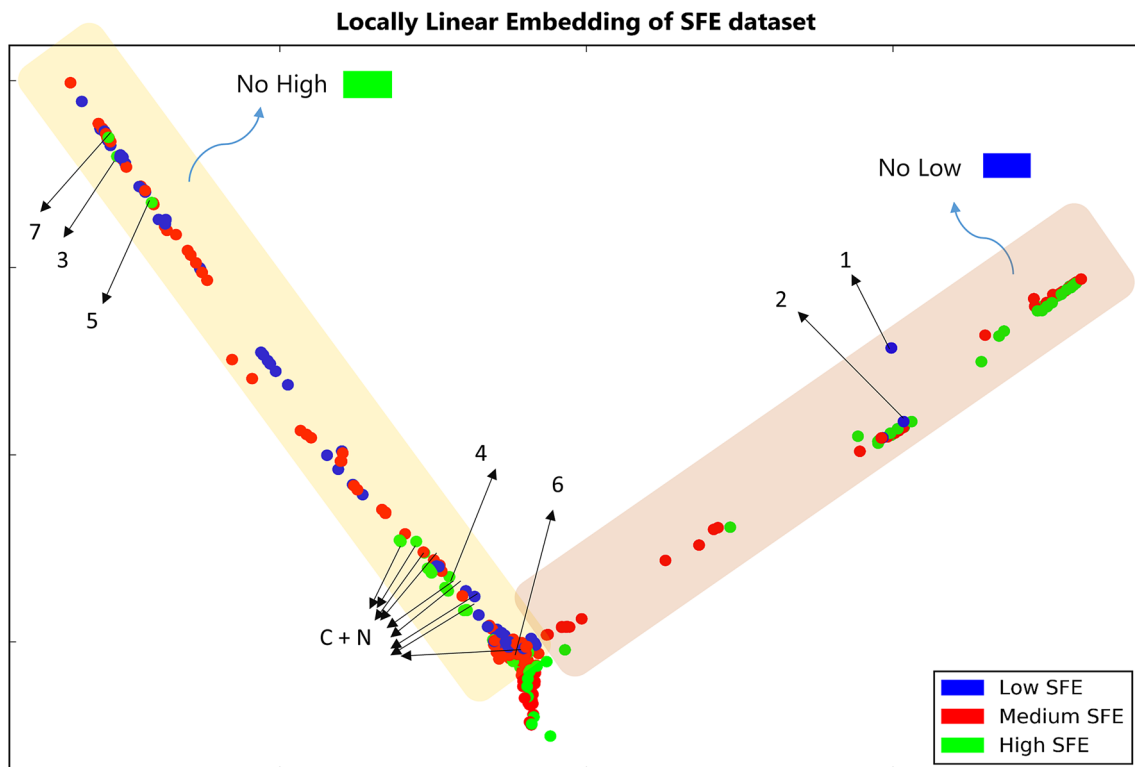 Locally Linear Embedding of SFE dataset
No High
No Low
7
3
5
1
2
4
6
C + N
Low SFE
Medium SFE
High SFE